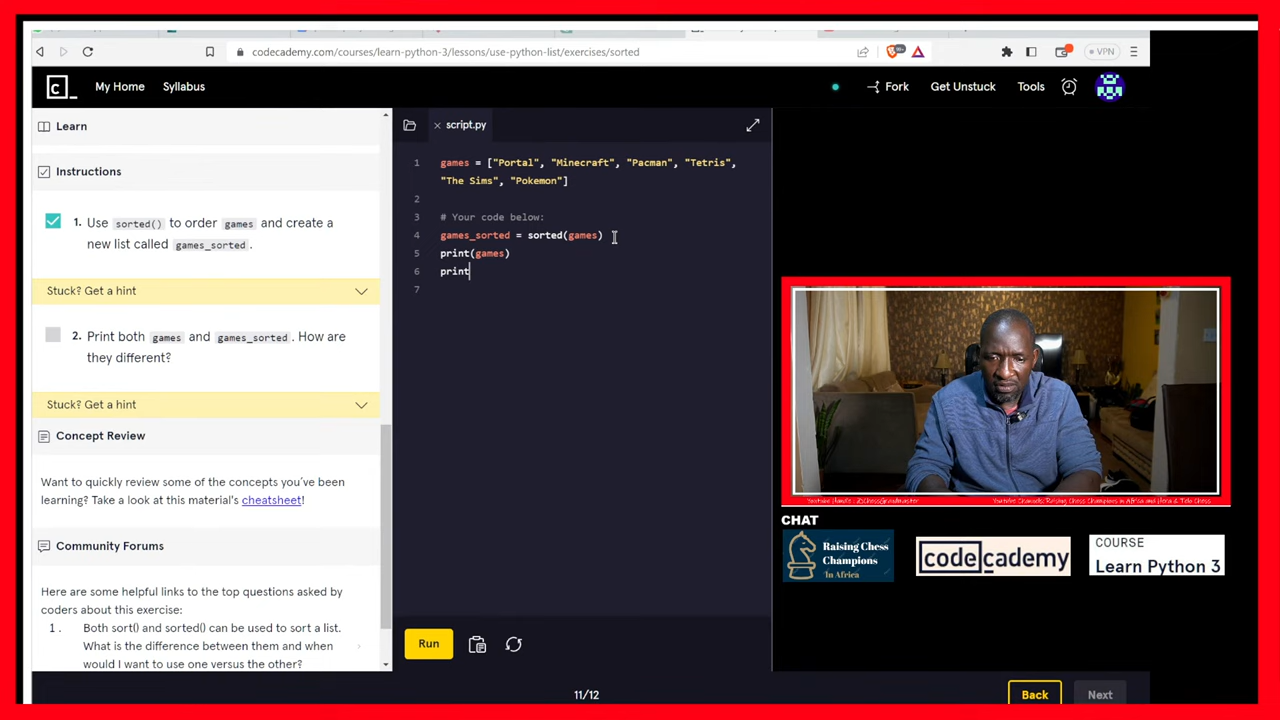 codecademy.com/courses/learn-python-3/lessons/use-python-list/exercises/sorted
99+
VPN
c_
My Home
Syllabus
Fork
Get Unstuck
Tools
Learn
script.py
Instructions
1. Use sorted() to order games and create a
new list called games_sorted.
Stuck? Get a hint
2. Print both games and games_sorted. How are
they different?
Stuck? Get a hint
Concept Review
Want to quickly review some of the concepts you've been
learning? Take a look at this material's cheatsheet!
Community Forums
Here are some helpful links to the top questions asked by
coders about this exercise:
1. Both sort() and sorted() can be used to sort a list.
What is the difference between them and when
would I want to use one versus the other?
1 games = ["Portal", "Minecraft", "Pacman", "Tetris",
"The Sims", "Pokemon"]
2
3 # Your code below:
4 games_sorted = sorted(games)
5 print(games)
6 print
7
Run
11/12
Back
Next
CHAT
Raising Chess
Champions
In Africa
codecademy
COURSE
Learn Python 3